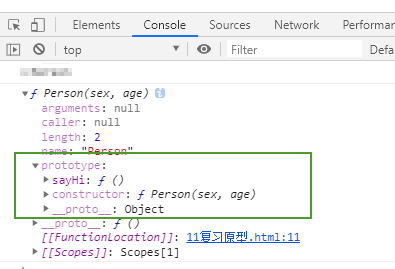 Elements Console Sources Network Performan
top Filter Defa
ƒ Person(sex, age) i
arguments: null
caller: null
length: 2
name: "Person"
prototype:
sayHi: ƒ ()
constructor: ƒ Person(sex, age)
__proto__: Object
__proto__: ƒ ()
[[FunctionLocation]]: 11复习原型.html:11
[[Scopes]]: Scopes[1]